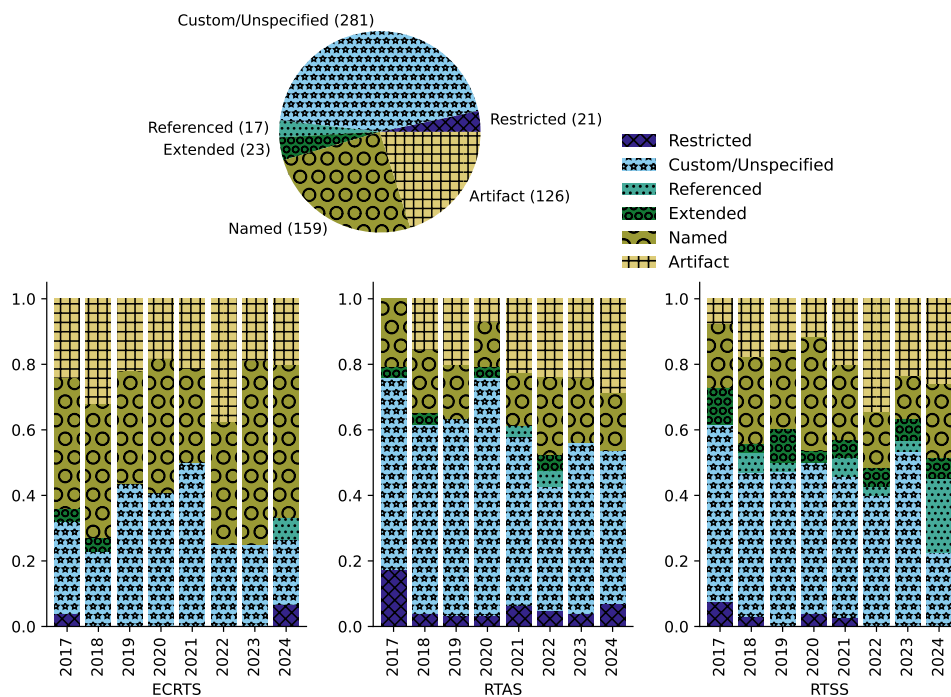 Custom/Unspecified (281)
Restricted (21)
Referenced (17)
Extended (23)
Artifact (126)
Named (159)
Restricted
Custom/Unspecified
Referenced
Extended
Named
Artifact
1.0
0.8
0.6
0.4
0.2
0.0
2017 2018 2019 2020 2021 2022 2023 2024
ECRTS
1.0
0.8
0.6
0.4
0.2
0.0
2017 2018 2019 2020 2021 2022 2023 2024
RTAS
1.0
0.8
0.6
0.4
0.2
0.0
2017 2018 2019 2020 2021 2022 2023 2024
RTSS